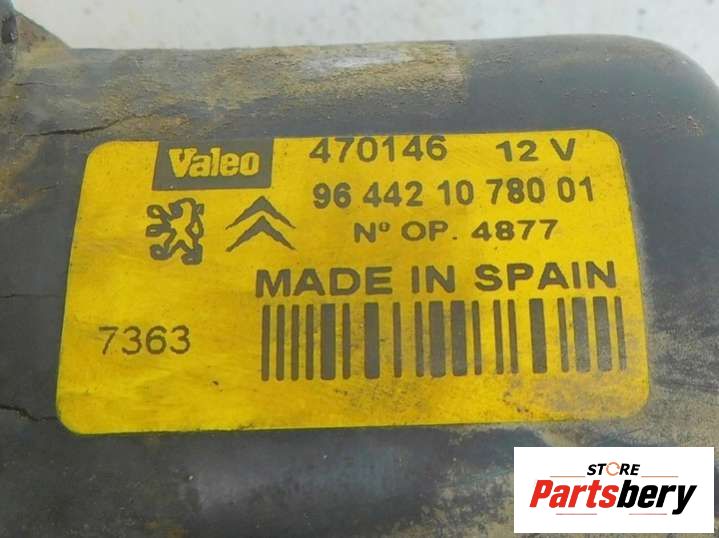 Valeo 470146 12 V
96 442 10 780 01
Nº OP. 4877
MADE IN SPAIN
7363
STORE
Partsbery